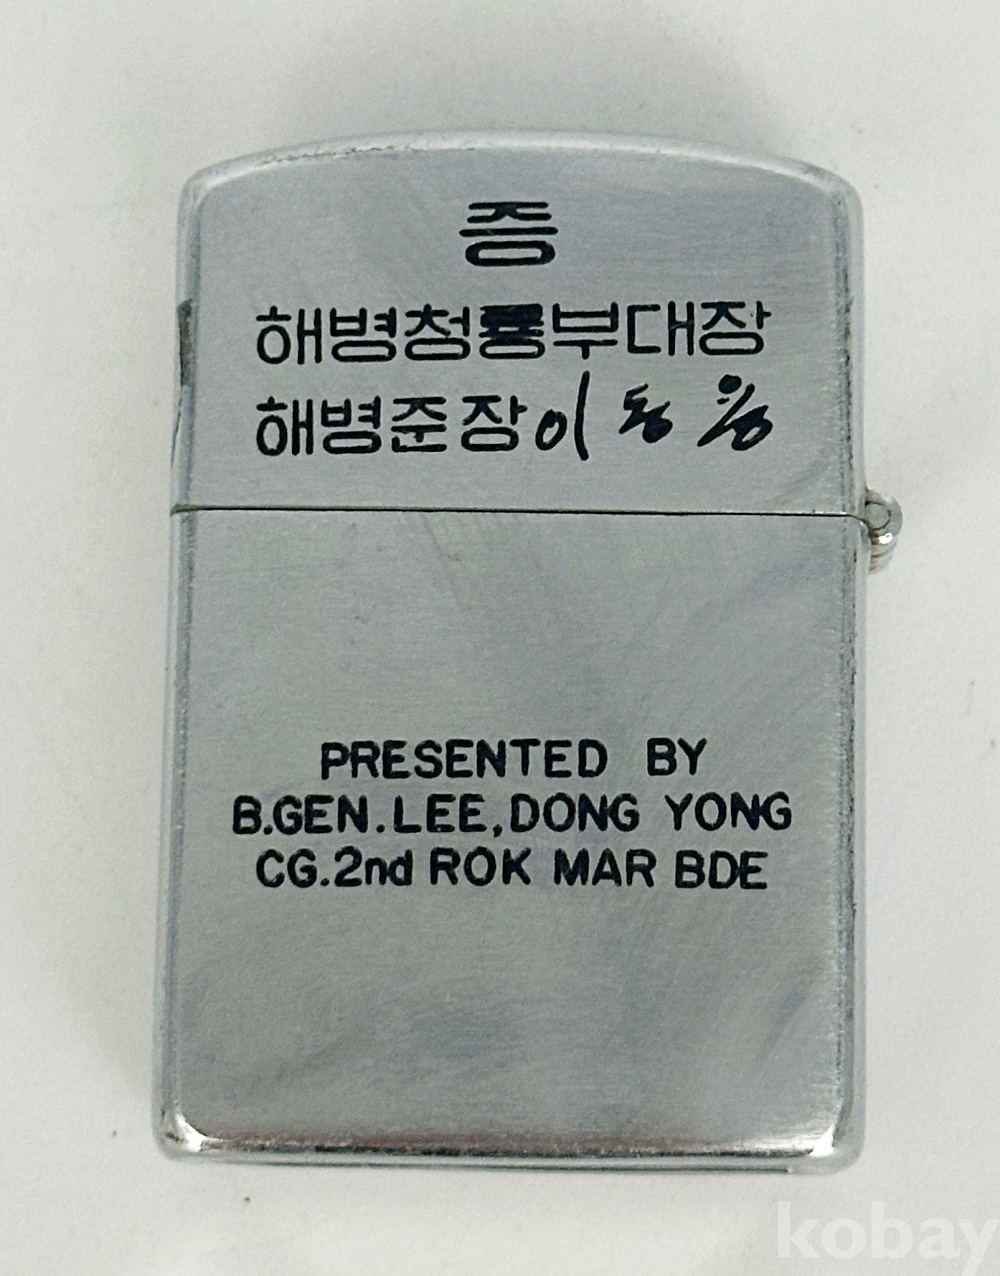 증
해병청룡부대장
해병준장 이동용
PRESENTED BY
B.GEN.LEE,DONG YONG
CG.2nd ROK MAR BDE
kobay